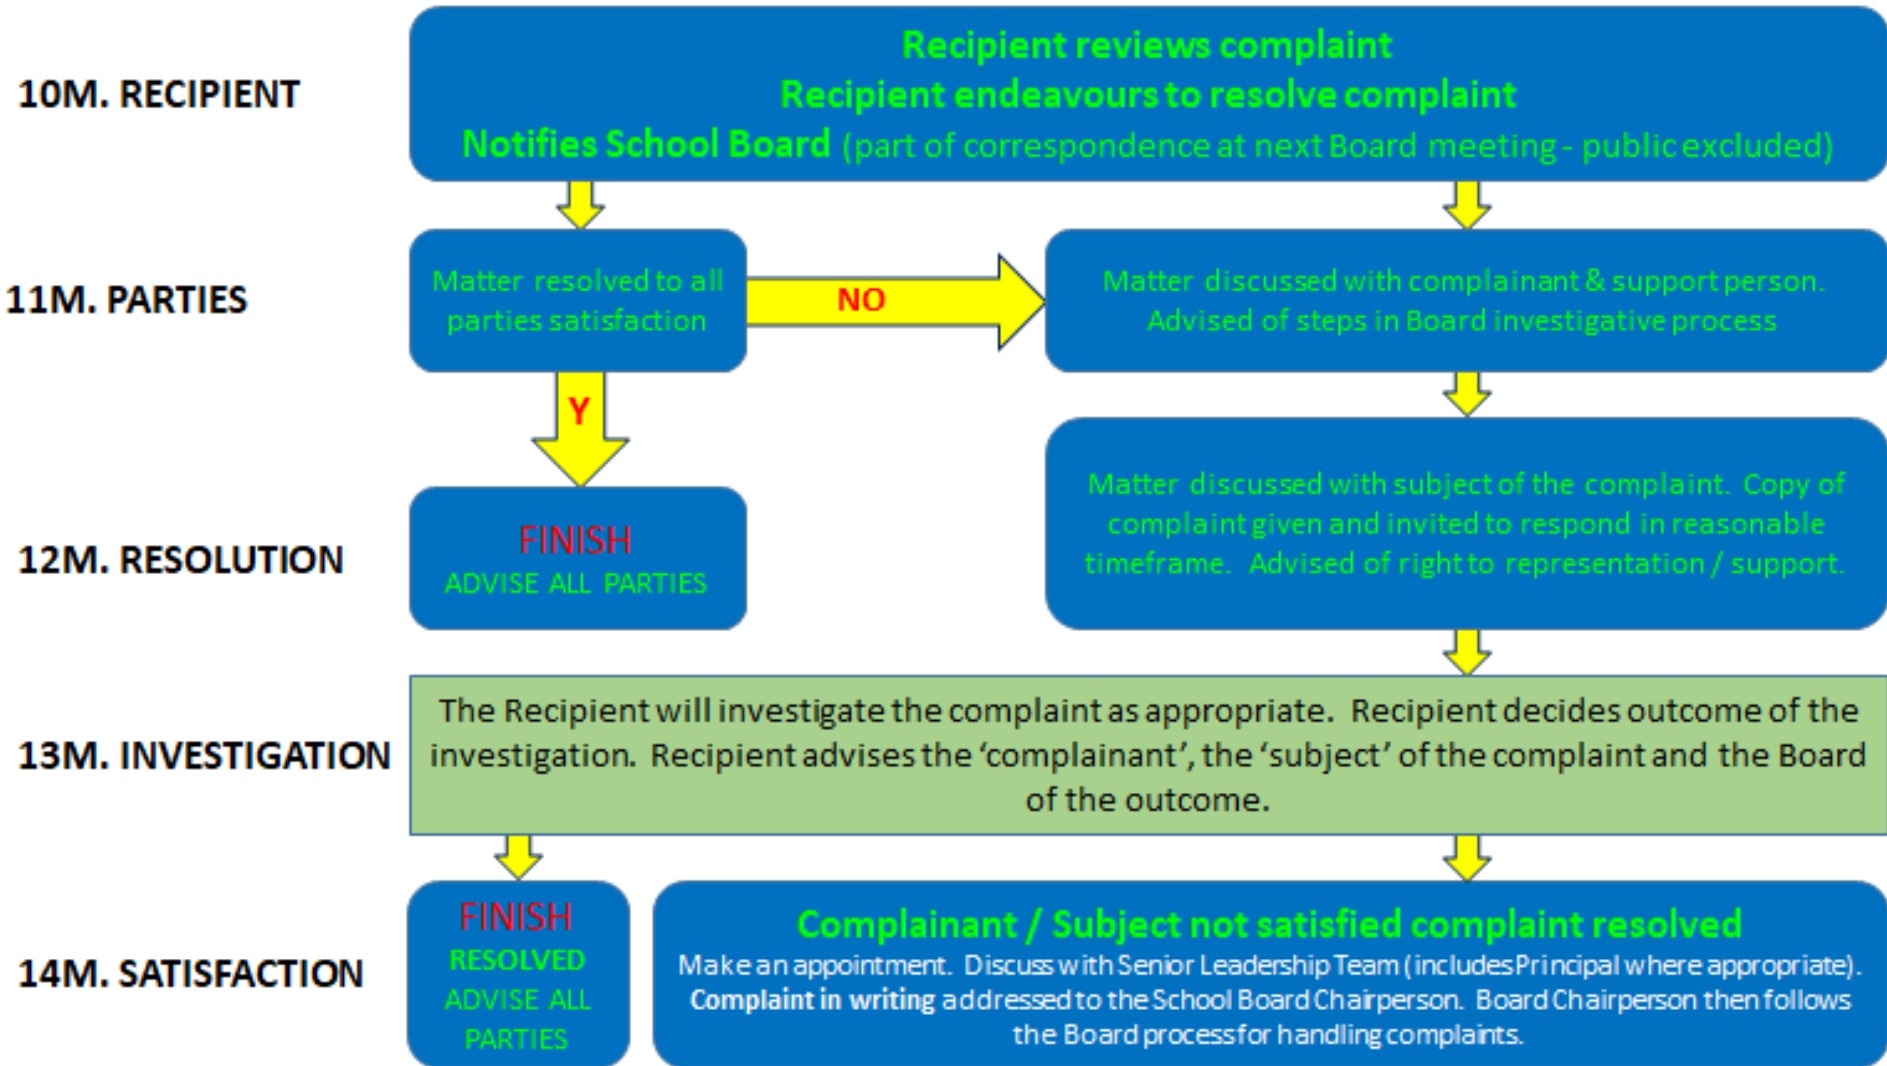 10M. RECIPIENT
Recipient reviews complaint
Recipient endeavours to resolve complaint
Notifies School Board (part of correspondence at next Board meeting - public excluded)
11M. PARTIES
Matter resolved to all
parties satisfaction
NO
Matter discussed with complainant & support person.
Advised of steps in Board investigative process
Y
12M. RESOLUTION
FINISH
ADVISE ALL PARTIES
Matter discussed with subject of the complaint. Copy of
complaint given and invited to respond in reasonable
timeframe. Advised of right to representation / support.
13M. INVESTIGATION
The Recipient will investigate the complaint as appropriate. Recipient decides outcome of the
investigation. Recipient advises the ‘complainant’, the ‘subject’ of the complaint and the Board
of the outcome.
14M. SATISFACTION
FINISH
RESOLVED
ADVISE ALL
PARTIES
Complainant / Subject not satisfied complaint resolved
Make an appointment. Discuss with Senior Leadership Team (includes Principal where appropriate).
Complaint in writing addressed to the School Board Chairperson. Board Chairperson then follows
the Board process for handling complaints.